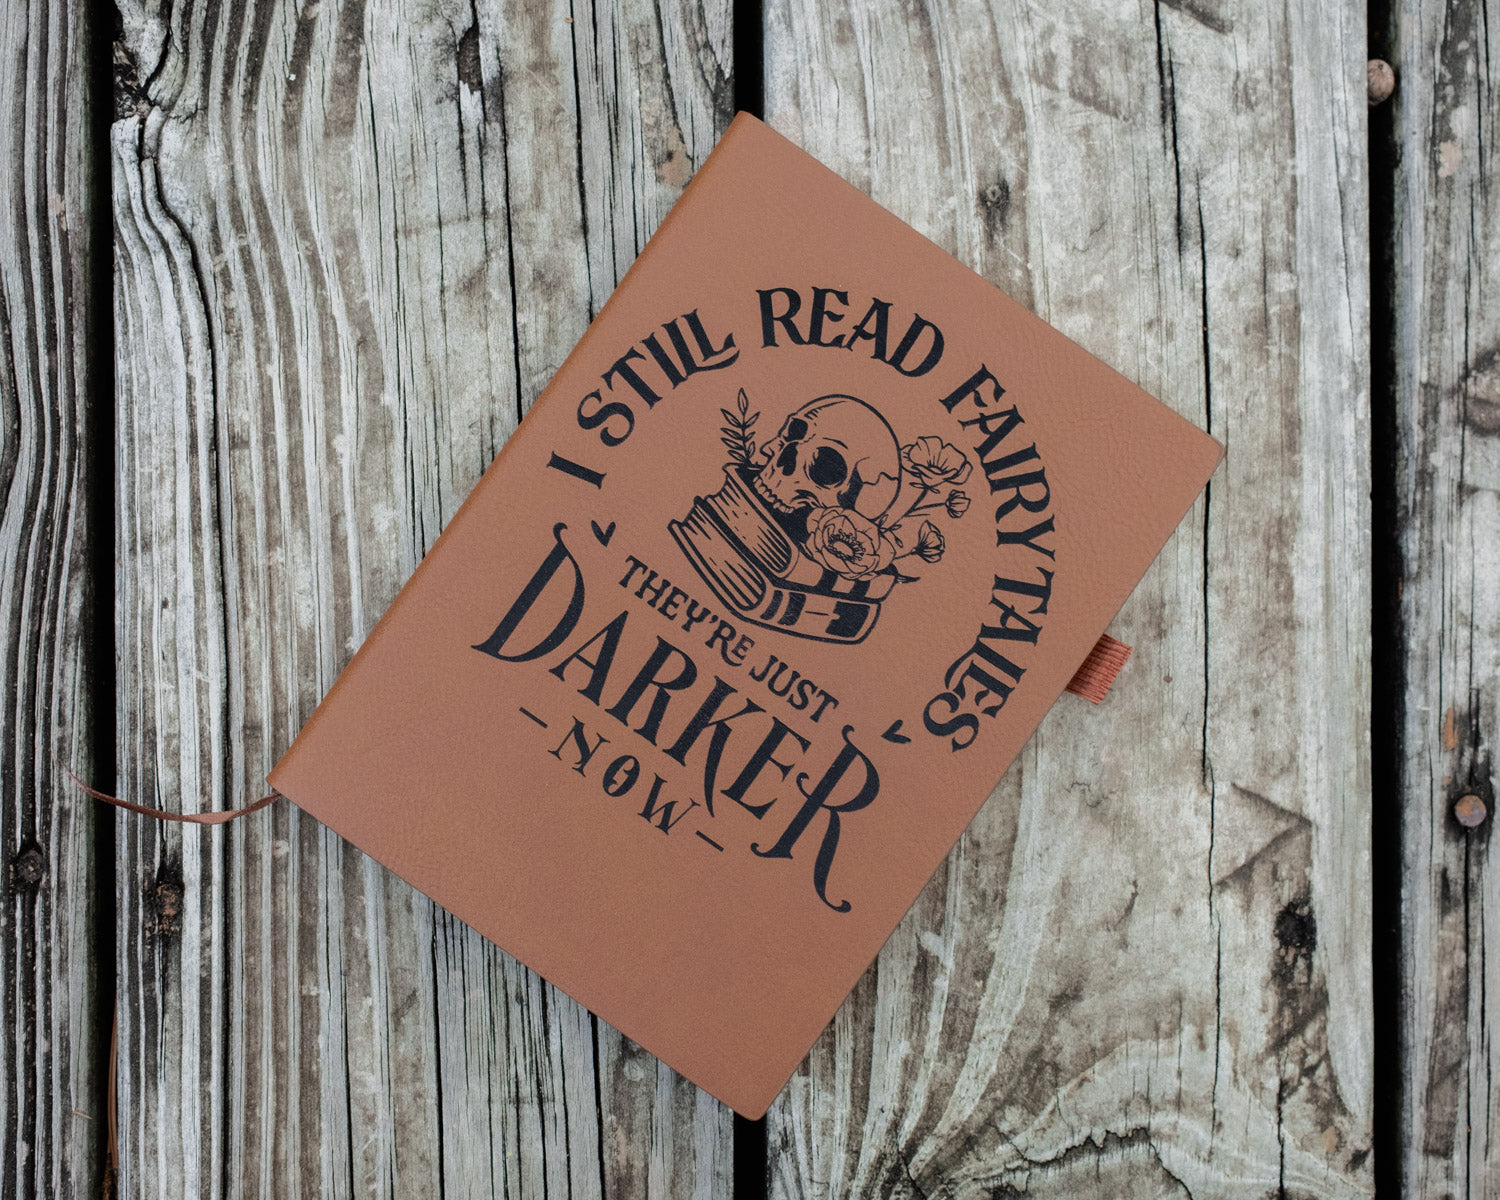 I STILL READ FAIRY TALES
THEY'RE JUST
DARKER
NOW